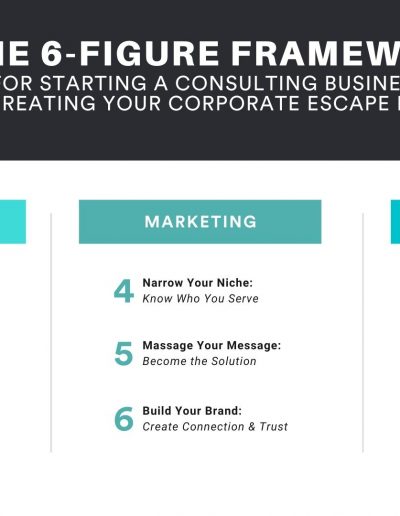 HE 6-FIGURE FRAMEW
FOR STARTING A CONSULTING BUSINE
REATING YOUR CORPORATE ESCAPE
MARKETING
4 Narrow Your Niche:
Know Who You Serve
5 Massage Your Message:
Become the Solution
6 Build Your Brand:
Create Connection & Trust